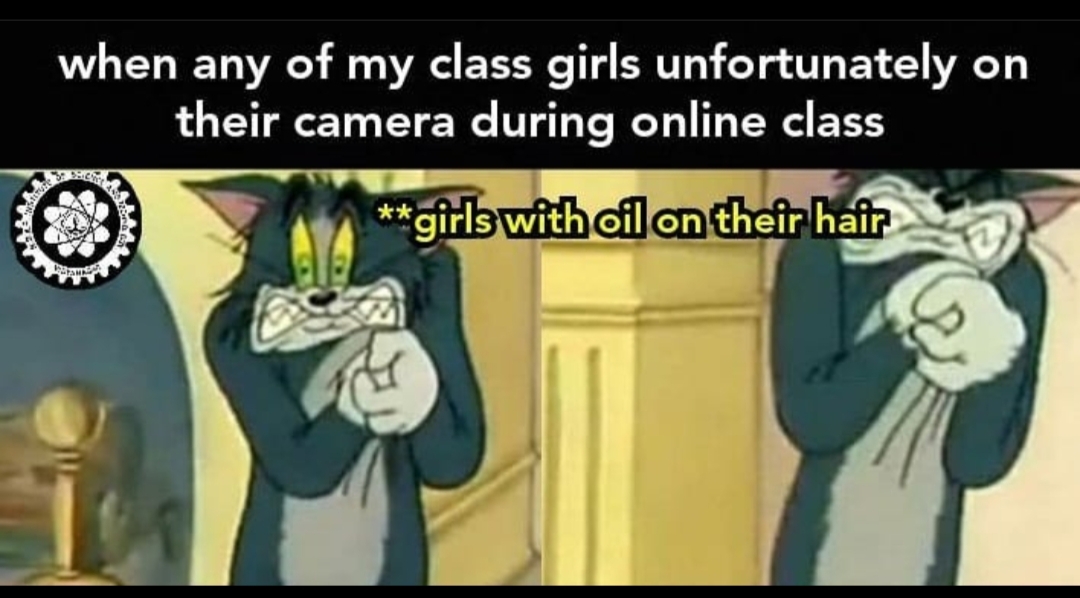 when any of my class girls unfortunately on
their camera during online class
**girls with oil on their hair